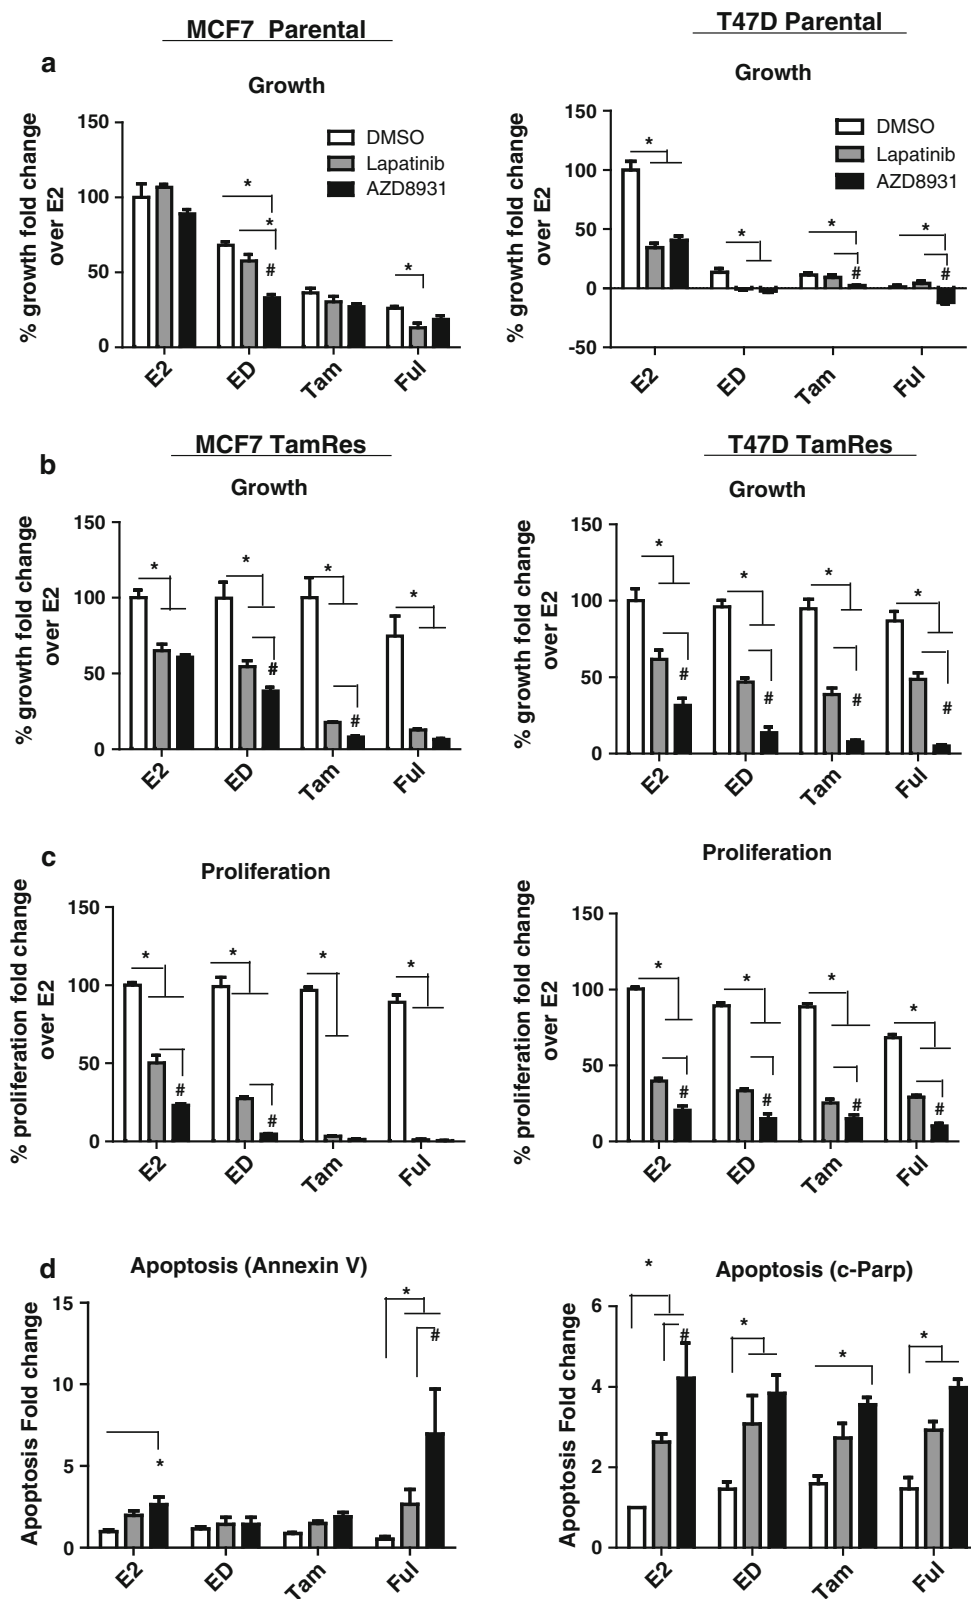 MCF7 Parental
T47D Parental
a
Growth
Growth
% growth fold change
over E2
150
100
50
0
DMSO
Lapatinib
AZD8931
*
*
#
*
E2
ED
Tam
Ful
% growth fold change
over E2
150
100
50
0
-50
DMSO
Lapatinib
AZD8931
*
*
*
#
*
#
E2
ED
Tam
Ful
MCF7 TamRes
T47D TamRes
b
Growth
Growth
% growth fold change
over E2
150
100
50
0
*
*
#
*
#
*
E2
ED
Tam
Ful
% growth fold change
over E2
150
100
50
0
*
#
*
#
*
#
*
#
E2
ED
Tam
Ful
c
Proliferation
Proliferation
% proliferation fold change
over E2
150
100
50
0
*
#
*
#
*
*
E2
ED
Tam
Ful
% proliferation fold change
over E2
150
100
50
0
*
#
*
#
*
#
*
#
E2
ED
Tam
Ful
d
Apoptosis (Annexin V)
Apoptosis (c-Parp)
Apoptosis Fold change
15
10
5
0
*
*
#
E2
ED
Tam
Ful
Apoptosis Fold change
6
4
2
0
*
#
*
*
*
E2
ED
Tam
Ful